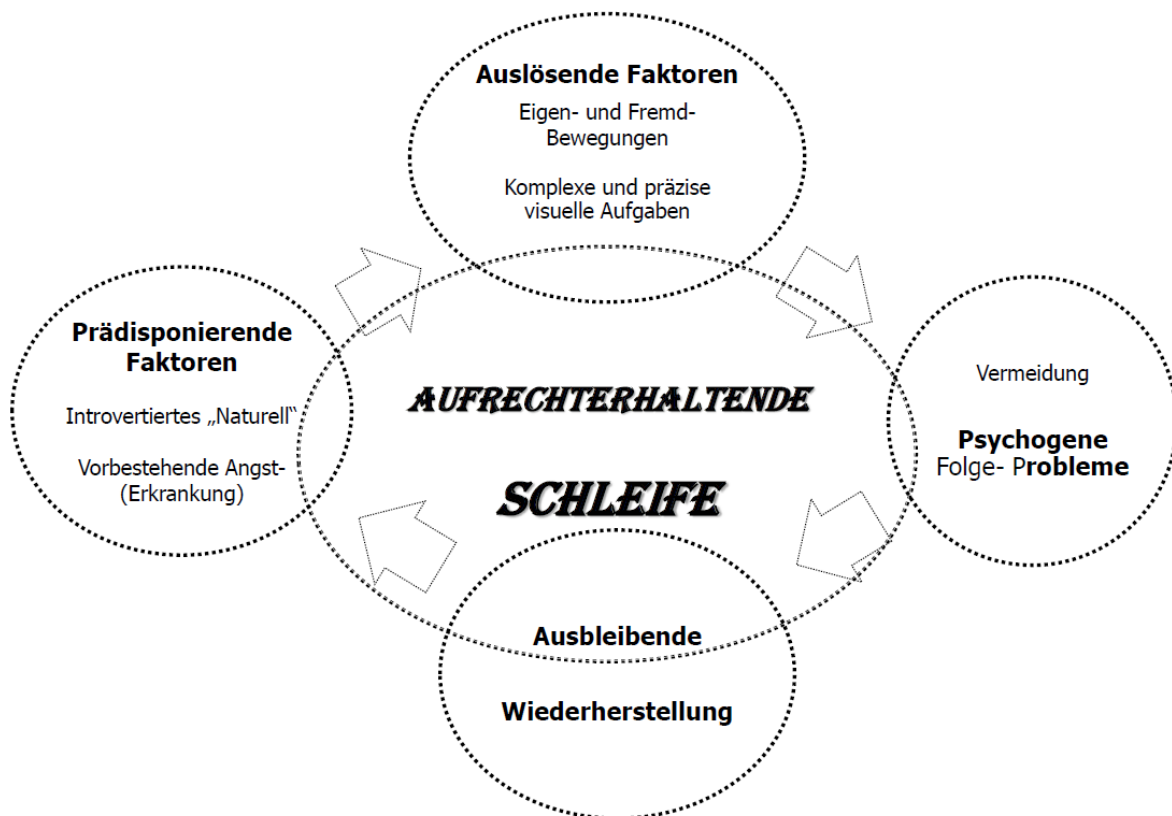 Auslösende Faktoren
Eigen- und Fremd-
Bewegungen
Komplexe und präzise
visuelle Aufgaben
Prädisponierende
Faktoren
Introvertiertes „Naturell“
Vorbestehende Angst-
(Erkrankung)
AUFRECHTERHALTENDE
SCHLEIFE
Vermeidung
Psychogene
Folge- Probleme
Ausbleibende
Wiederherstellung